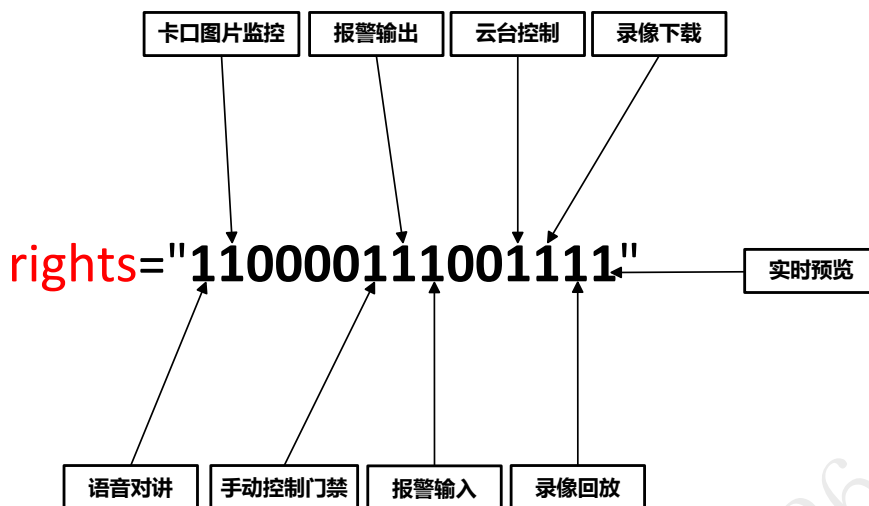 卡口图片监控 报警输出 云台控制 录像下载
rights="110000111001111"
实时预览
语音对讲 手动控制门禁 报警输入 录像回放